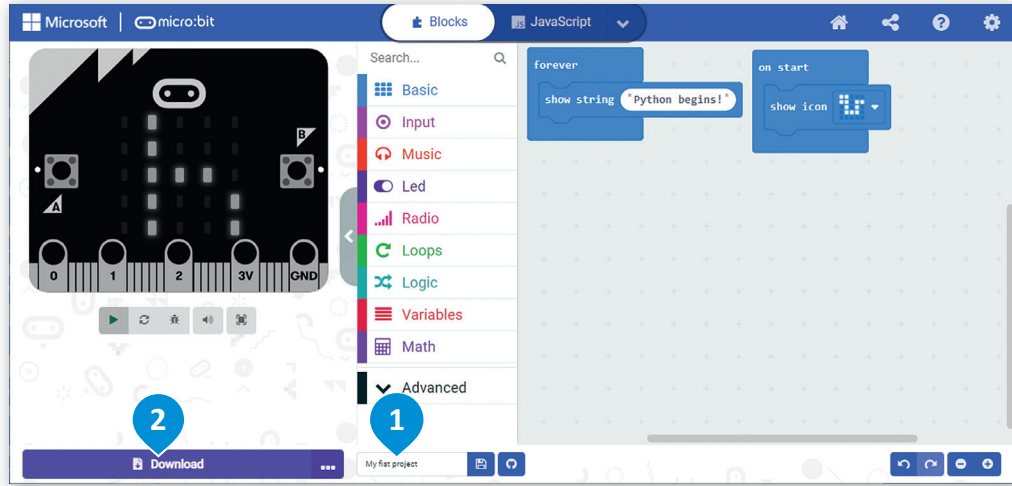 Microsoft micro:bit Blocks JS JavaScript
Search...
Basic
Input
Music
Led
Radio
Loops
Logic
Variables
Math
Advanced
forever
show string "Python begins!"
on start
show icon
A
B
0 1 2 3V GND
2
1
Download ...
My fist project